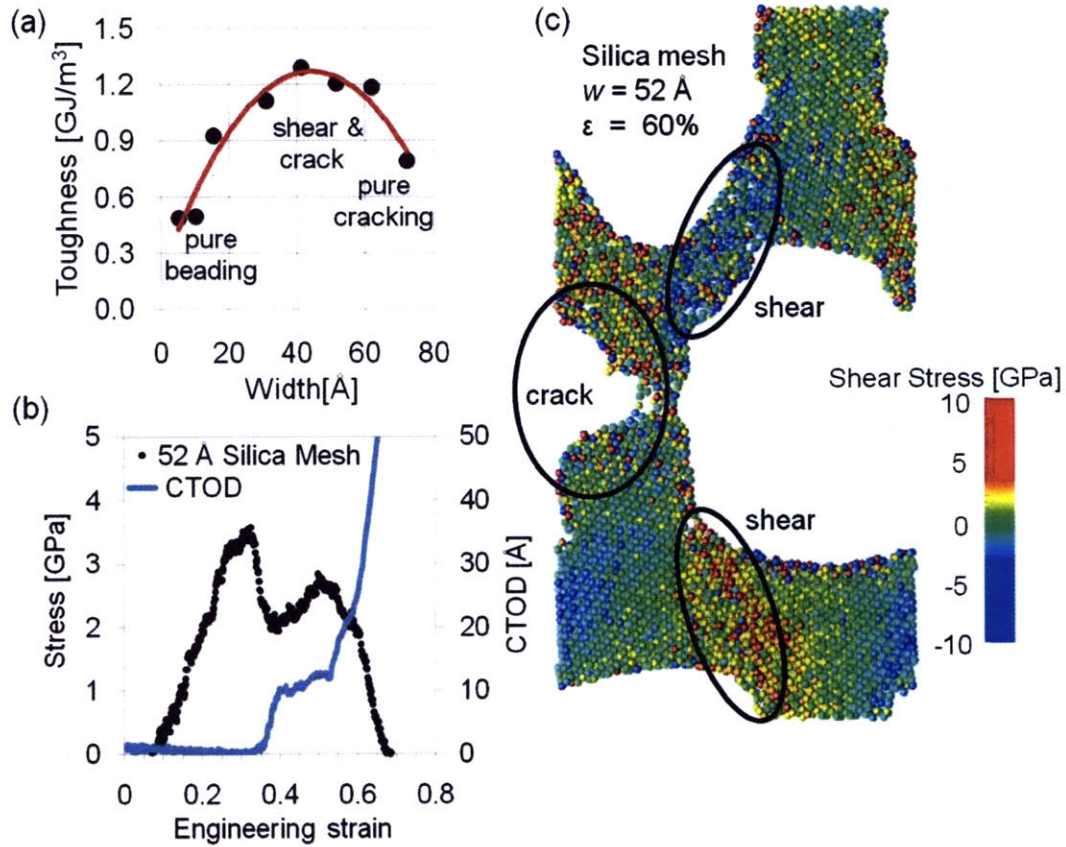 (a)
Toughness [GJ/m³]
1.5
1.2
0.9
0.6
0.3
0.0
shear &
crack
pure
cracking
pure
beading
0 20 40 60 80
Width[Å]
(b)
Stress [GPa]
5
4
3
2
1
0
• 52 Å Silica Mesh
CTOD
50
40
30
20
10
0
CTOD [Å]
0 0.2 0.4 0.6 0.8
Engineering strain
(c)
Silica mesh
w = 52 Å
ε = 60%
shear
crack
shear
Shear Stress [GPa]
10
5
0
-5
-10